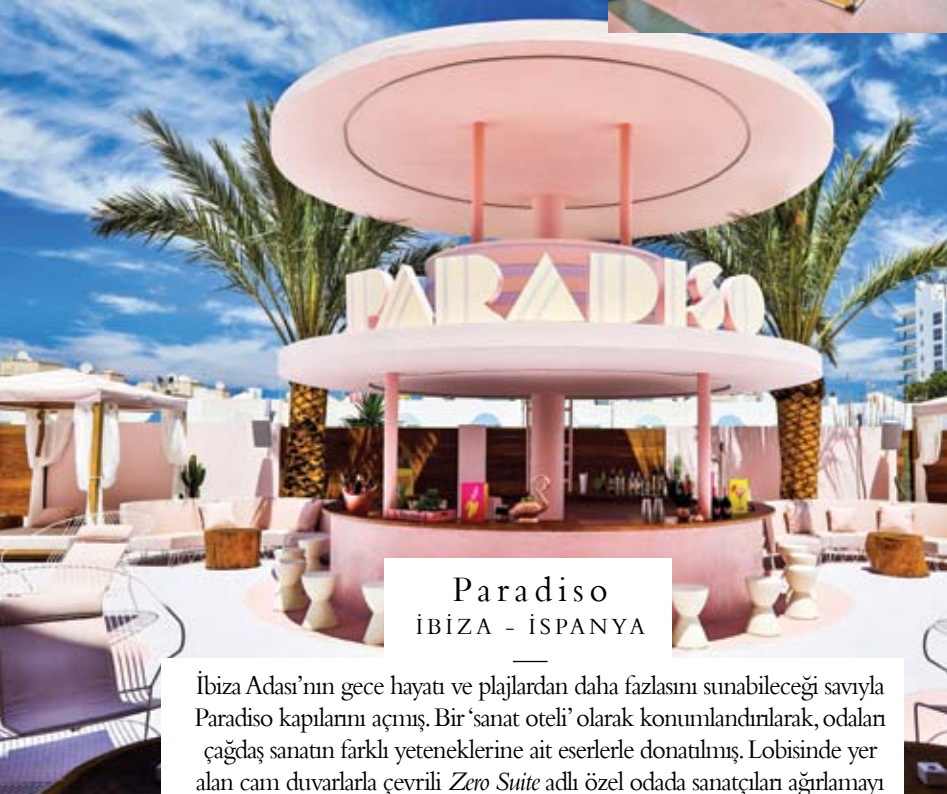 PARADISO
Paradiso
İBİZA - İSPANYA
İbiza Adası’nın gece hayatı ve plajlardan daha fazlasını sunabileceği savıyla
Paradiso kapılarını açmış. Bir ‘sanat oteli’ olarak konumlandırılarak, odaları
çağdaş sanatın farklı yeteneklerine ait eserlerle donatılmış. Lobisinde yer
alan cam duvarlarla çevrili Zero Suite adlı özel odada sanatçıları ağırlamayı